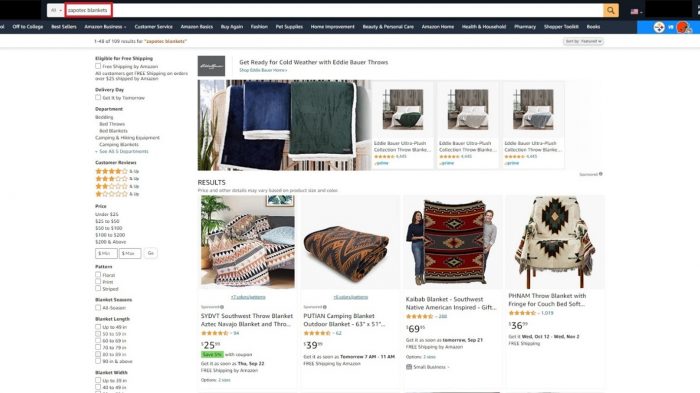 All
zapotec blankets
Off to College
Best Sellers
Amazon Business
Customer Service
Amazon Basics
Buy Again
Fashion
Pet Supplies
Home Improvement
Beauty & Personal Care
Amazon Home
Health & Household
Pharmacy
Shopper Toolkit
Books
VS
1-48 of 109 results for "zapotec blankets"
Sort by: Featured
Eligible for Free Shipping
Free Shipping by Amazon
All customers get FREE Shipping on orders
over $25 shipped by Amazon
Delivery Day
Get It by Tomorrow
Department
Bedding
Bed Throws
Bed Blankets
Camping & Hiking Equipment
Camping Blankets
See All 5 Departments
Customer Reviews
& Up
& Up
& Up
& Up
Price
Under $25
$25 to $50
$50 to $100
$100 to $200
$200 & Above
$ Min
$ Max
Go
Pattern
Floral
Print
Striped
Blanket Seasons
All-Season
Blanket Length
Up to 49 in
50 to 59 in
60 to 69 in
70 to 79 in
80 to 89 in
90 in & above
Blanket Width
Up to 39 in
40 to 49 in
Eddie Bauer
Get Ready for Cold Weather with Eddie Bauer Throws
Shop Eddie Bauer Home
Eddie Bauer Ultra-Plush
Collection Throw Blanke...
4,445
prime
Eddie Bauer Ultra-Plush
Collection Throw Blanke...
4,445
prime
Eddie Bauer Ultra-Plush
Collection Throw Blanke...
4,445
prime
Sponsored
RESULTS
Price and other details may vary based on product size and color.
+7 colors/patterns
Sponsored
SYDVT Southwest Throw Blanket
Aztec Navajo Blanket and Thro...
94
$25 99
Save 5% with coupon
Get it as soon as Thu, Sep 22
FREE Shipping by Amazon
Options: 2 sizes
+6 colors/patterns
Sponsored
PUTIAN Camping Blanket
Outdoor Blanket - 63" x 51"...
62
$39 99
Get it as soon as Tomorrow 7 AM - 11 AM
FREE Shipping by Amazon
Kaibab Blanket - Southwest
Native American Inspired - Gift...
288
$69 95
Get it as soon as tomorrow, Sep 21
FREE Shipping by Amazon
Options: 2 sizes
Small Business
PHNAM Throw Blanket with
Fringe for Couch Bed Soft...
1,019
$36 99
Get it Wed, Oct 12 - Wed, Nov 2
FREE Shipping